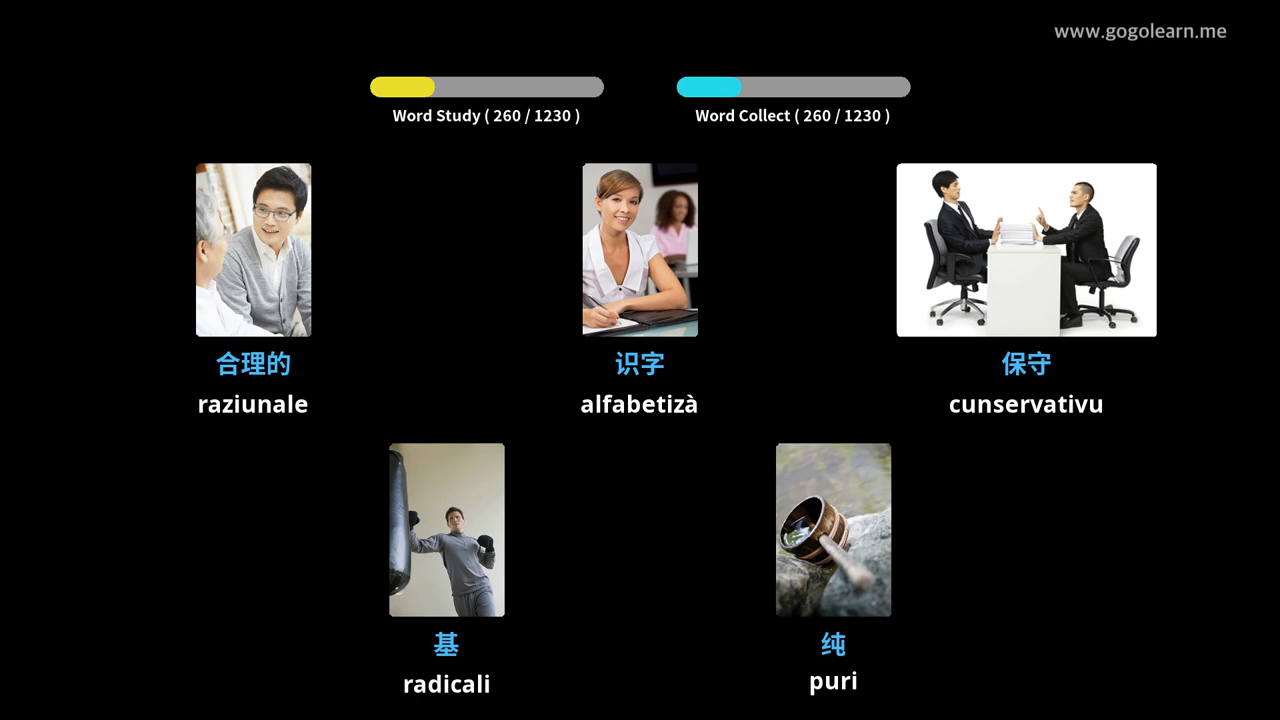 www.gogolearn.me
Word Study ( 260 / 1230 )
Word Collect ( 260 / 1230 )
合理的
raziunale
识字
alfabetizà
保守
cunservativu
基
radicali
纯
puri